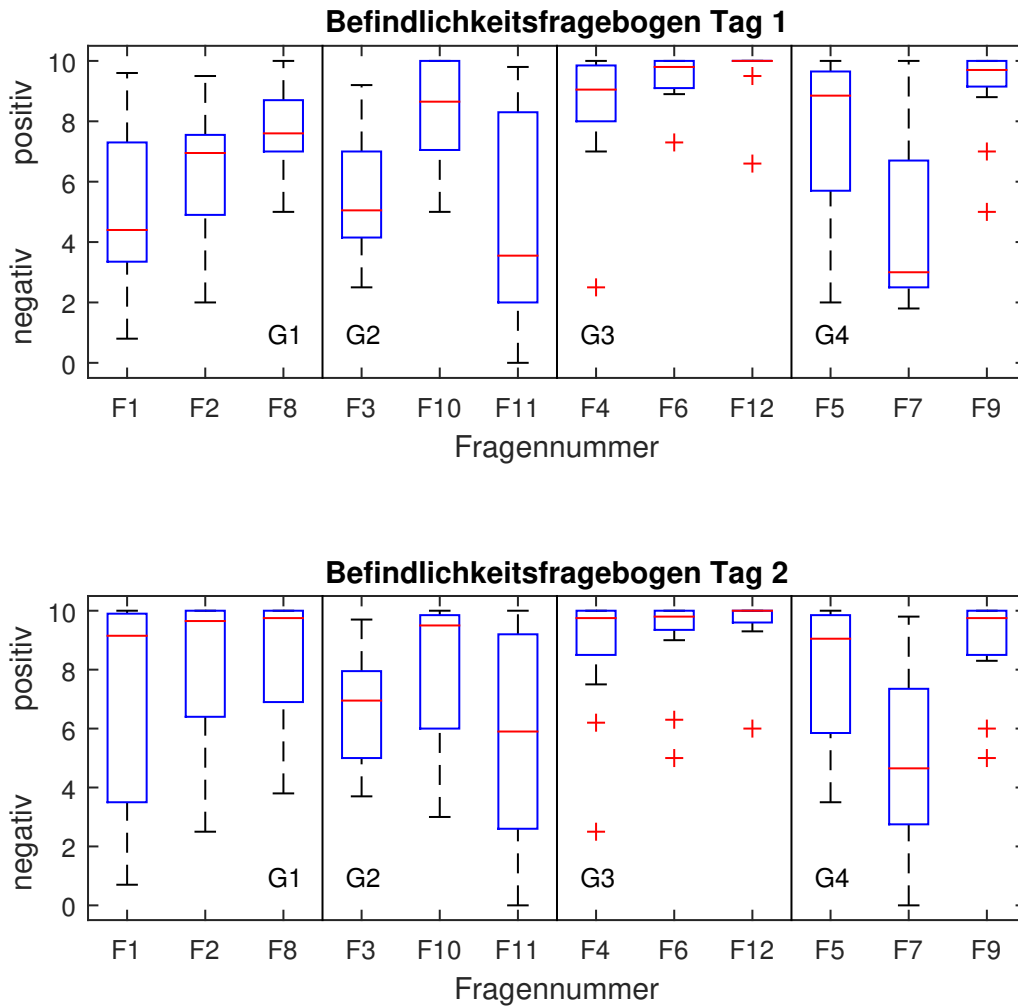 Befindlichkeitsfragebogen Tag 1
positiv
negativ
10
8
6
4
2
0
G1 G2 G3 G4
F1 F2 F8 F3 F10 F11 F4 F6 F12 F5 F7 F9
Fragennummer
Befindlichkeitsfragebogen Tag 2
positiv
negativ
10
8
6
4
2
0
G1 G2 G3 G4
F1 F2 F8 F3 F10 F11 F4 F6 F12 F5 F7 F9
Fragennummer